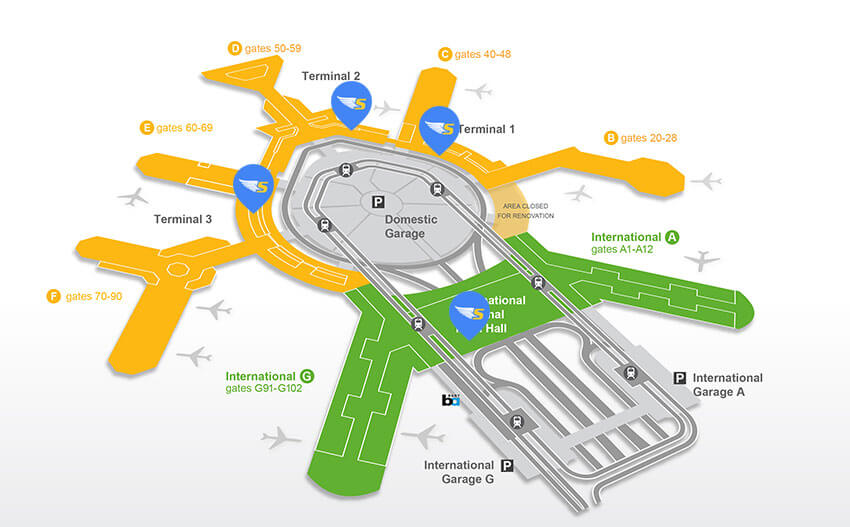 D gates 50-59
C gates 40-48
Terminal 2
E gates 60-69
S
S
Terminal 1
B 20-28
S
P
AREA CLOSED
FOR RENOVATION
Terminal 3
Domestic
Garage
International A
gates A1-A12
F gates 70-90
S
Hall
International G
gates G91-G102
P
International
Garage A
ba
International
Garage G
P